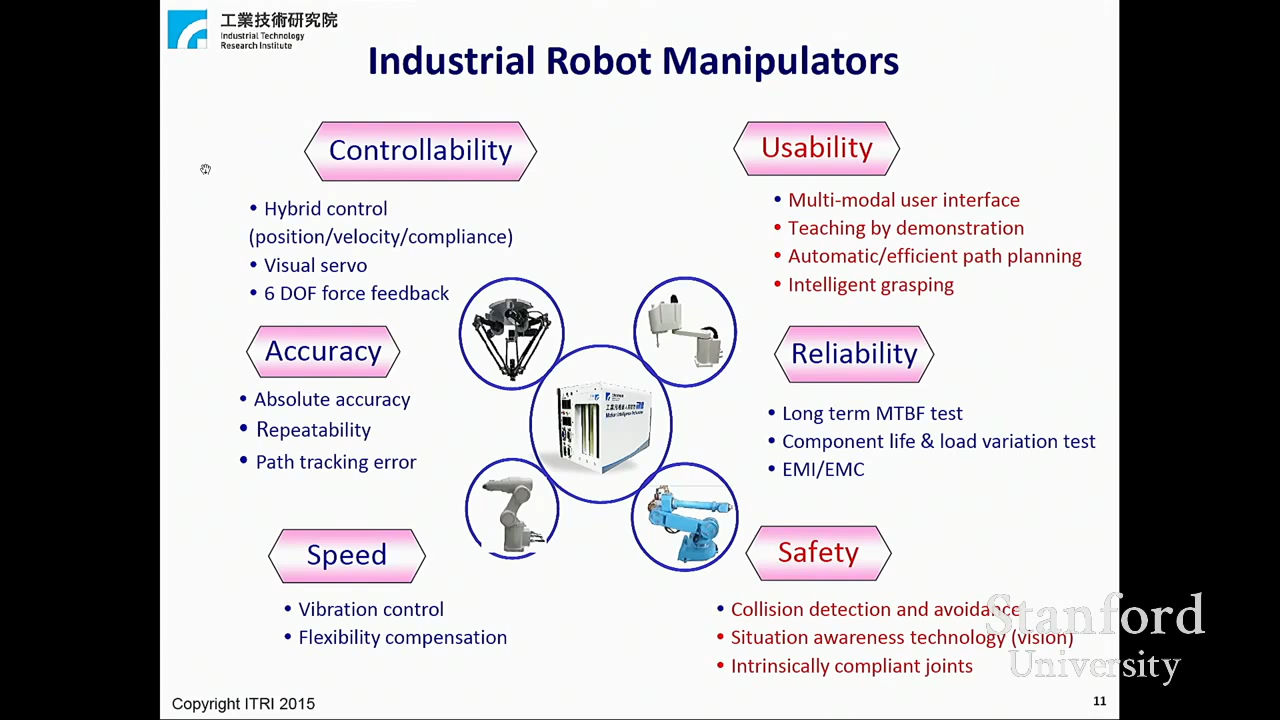 工業技術研究院
Industrial Technology
Research Institute
Industrial Robot Manipulators
Controllability
• Hybrid control
(position/velocity/compliance)
• Visual servo
• 6 DOF force feedback
Usability
• Multi-modal user interface
• Teaching by demonstration
• Automatic/efficient path planning
• Intelligent grasping
Accuracy
• Absolute accuracy
• Repeatability
• Path tracking error
Reliability
• Long term MTBF test
• Component life & load variation test
• EMI/EMC
Speed
• Vibration control
• Flexibility compensation
Safety
• Collision detection and avoidance
• Situation awareness technology (vision)
• Intrinsically compliant joints
Stanford
University
Copyright ITRI 2015
11